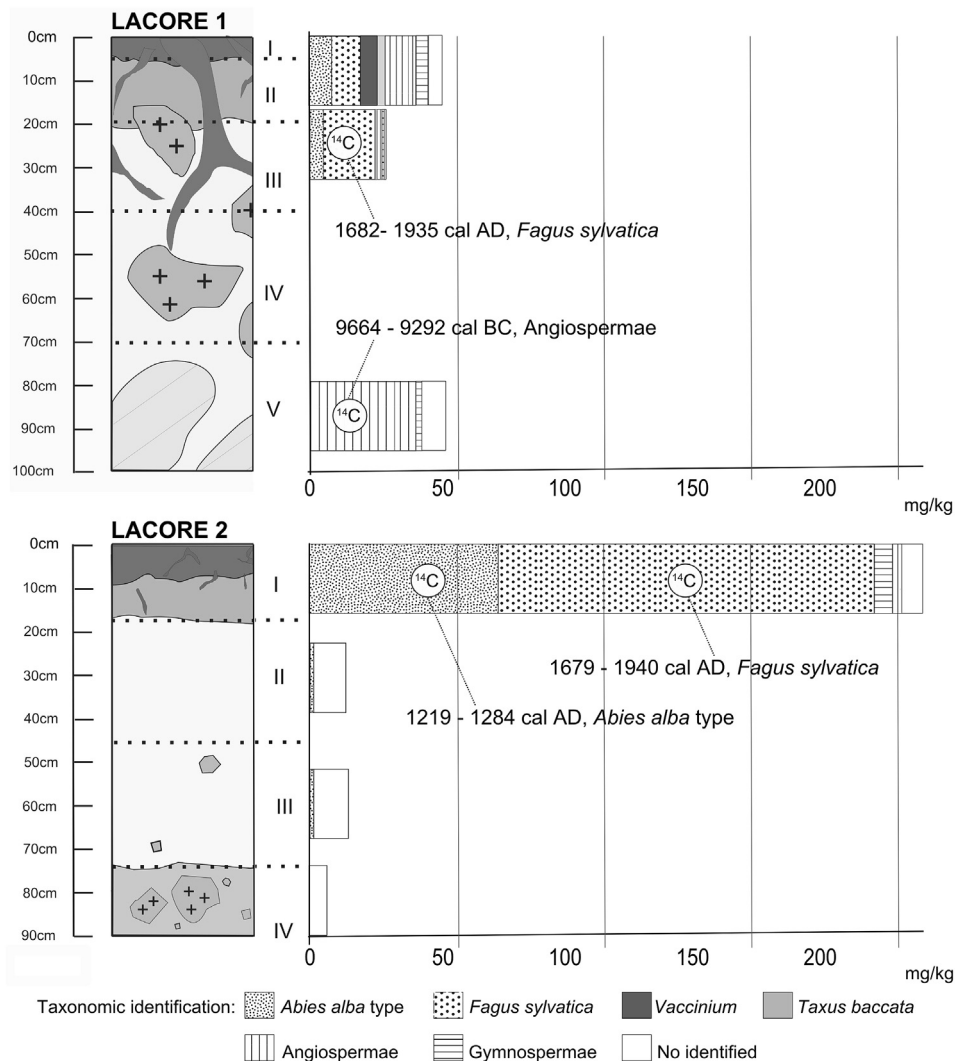 LACORE 1
0cm
10cm
20cm
30cm
40cm
50cm
60cm
70cm
80cm
90cm
100cm
I
II
III
IV
V
¹⁴C
1682- 1935 cal AD, Fagus sylvatica
9664 - 9292 cal BC, Angiospermae
¹⁴C
0 50 100 150 200
mg/kg
LACORE 2
0cm
10cm
20cm
30cm
40cm
50cm
60cm
70cm
80cm
90cm
I
II
III
IV
¹⁴C ¹⁴C
1679 - 1940 cal AD, Fagus sylvatica
1219 - 1284 cal AD, Abies alba type
0 50 100 150 200
mg/kg
Taxonomic identification: Abies alba type Fagus sylvatica Vaccinium Taxus baccata
Angiospermae Gymnospermae No identified